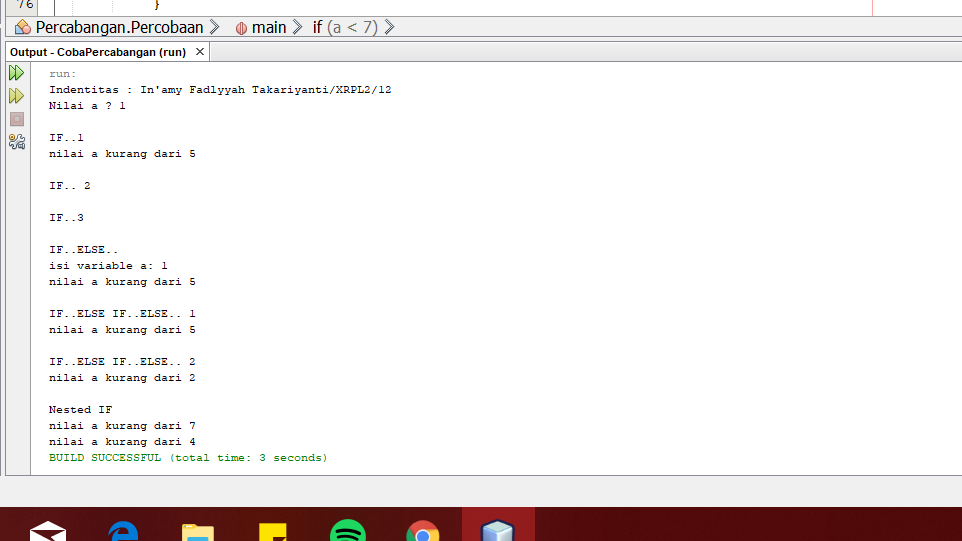 76 }
Percabangan.Percobaan main if (a < 7)
Output - CobaPercabangan (run) ×
run:
Indentitas : In'amy Fadlyyah Takariyanti/XRPL2/12
Nilai a ? 1
IF..1
nilai a kurang dari 5
IF.. 2
IF..3
IF..ELSE..
isi variable a: 1
nilai a kurang dari 5
IF..ELSE IF..ELSE.. 1
nilai a kurang dari 5
IF..ELSE IF..ELSE.. 2
nilai a kurang dari 2
Nested IF
nilai a kurang dari 7
nilai a kurang dari 4
BUILD SUCCESSFUL (total time: 3 seconds)